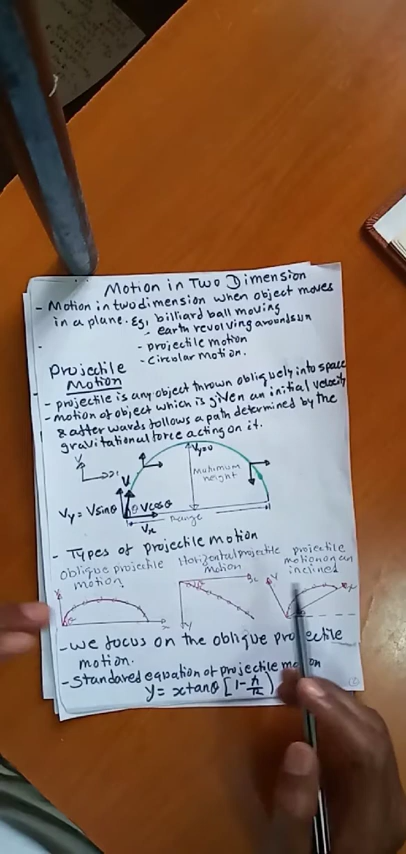 Motion in Two Dimension
- Motion in two dimension when object moves
in a plane. Eg, billiard ball moving
- earth revolving around sun
- projectile motion
- circular motion.
Projectile
Motion
- projectile is any object thrown obliquely into space
- motion of object which is given an initial velocity
& afterwards follows a path determined by the
gravitational force acting on it.
Vy=0
Maximum
height
V
Vy = Vsinθ
θ Vcosθ
Vx
Range
- Types of projectile motion
oblique projectile
motion
Horizontal projectile
motion
projectile
motion on an
inclined
- we focus on the oblique projectile
motion.
- Standared equation of projectile motion
y = xtanθ [1-